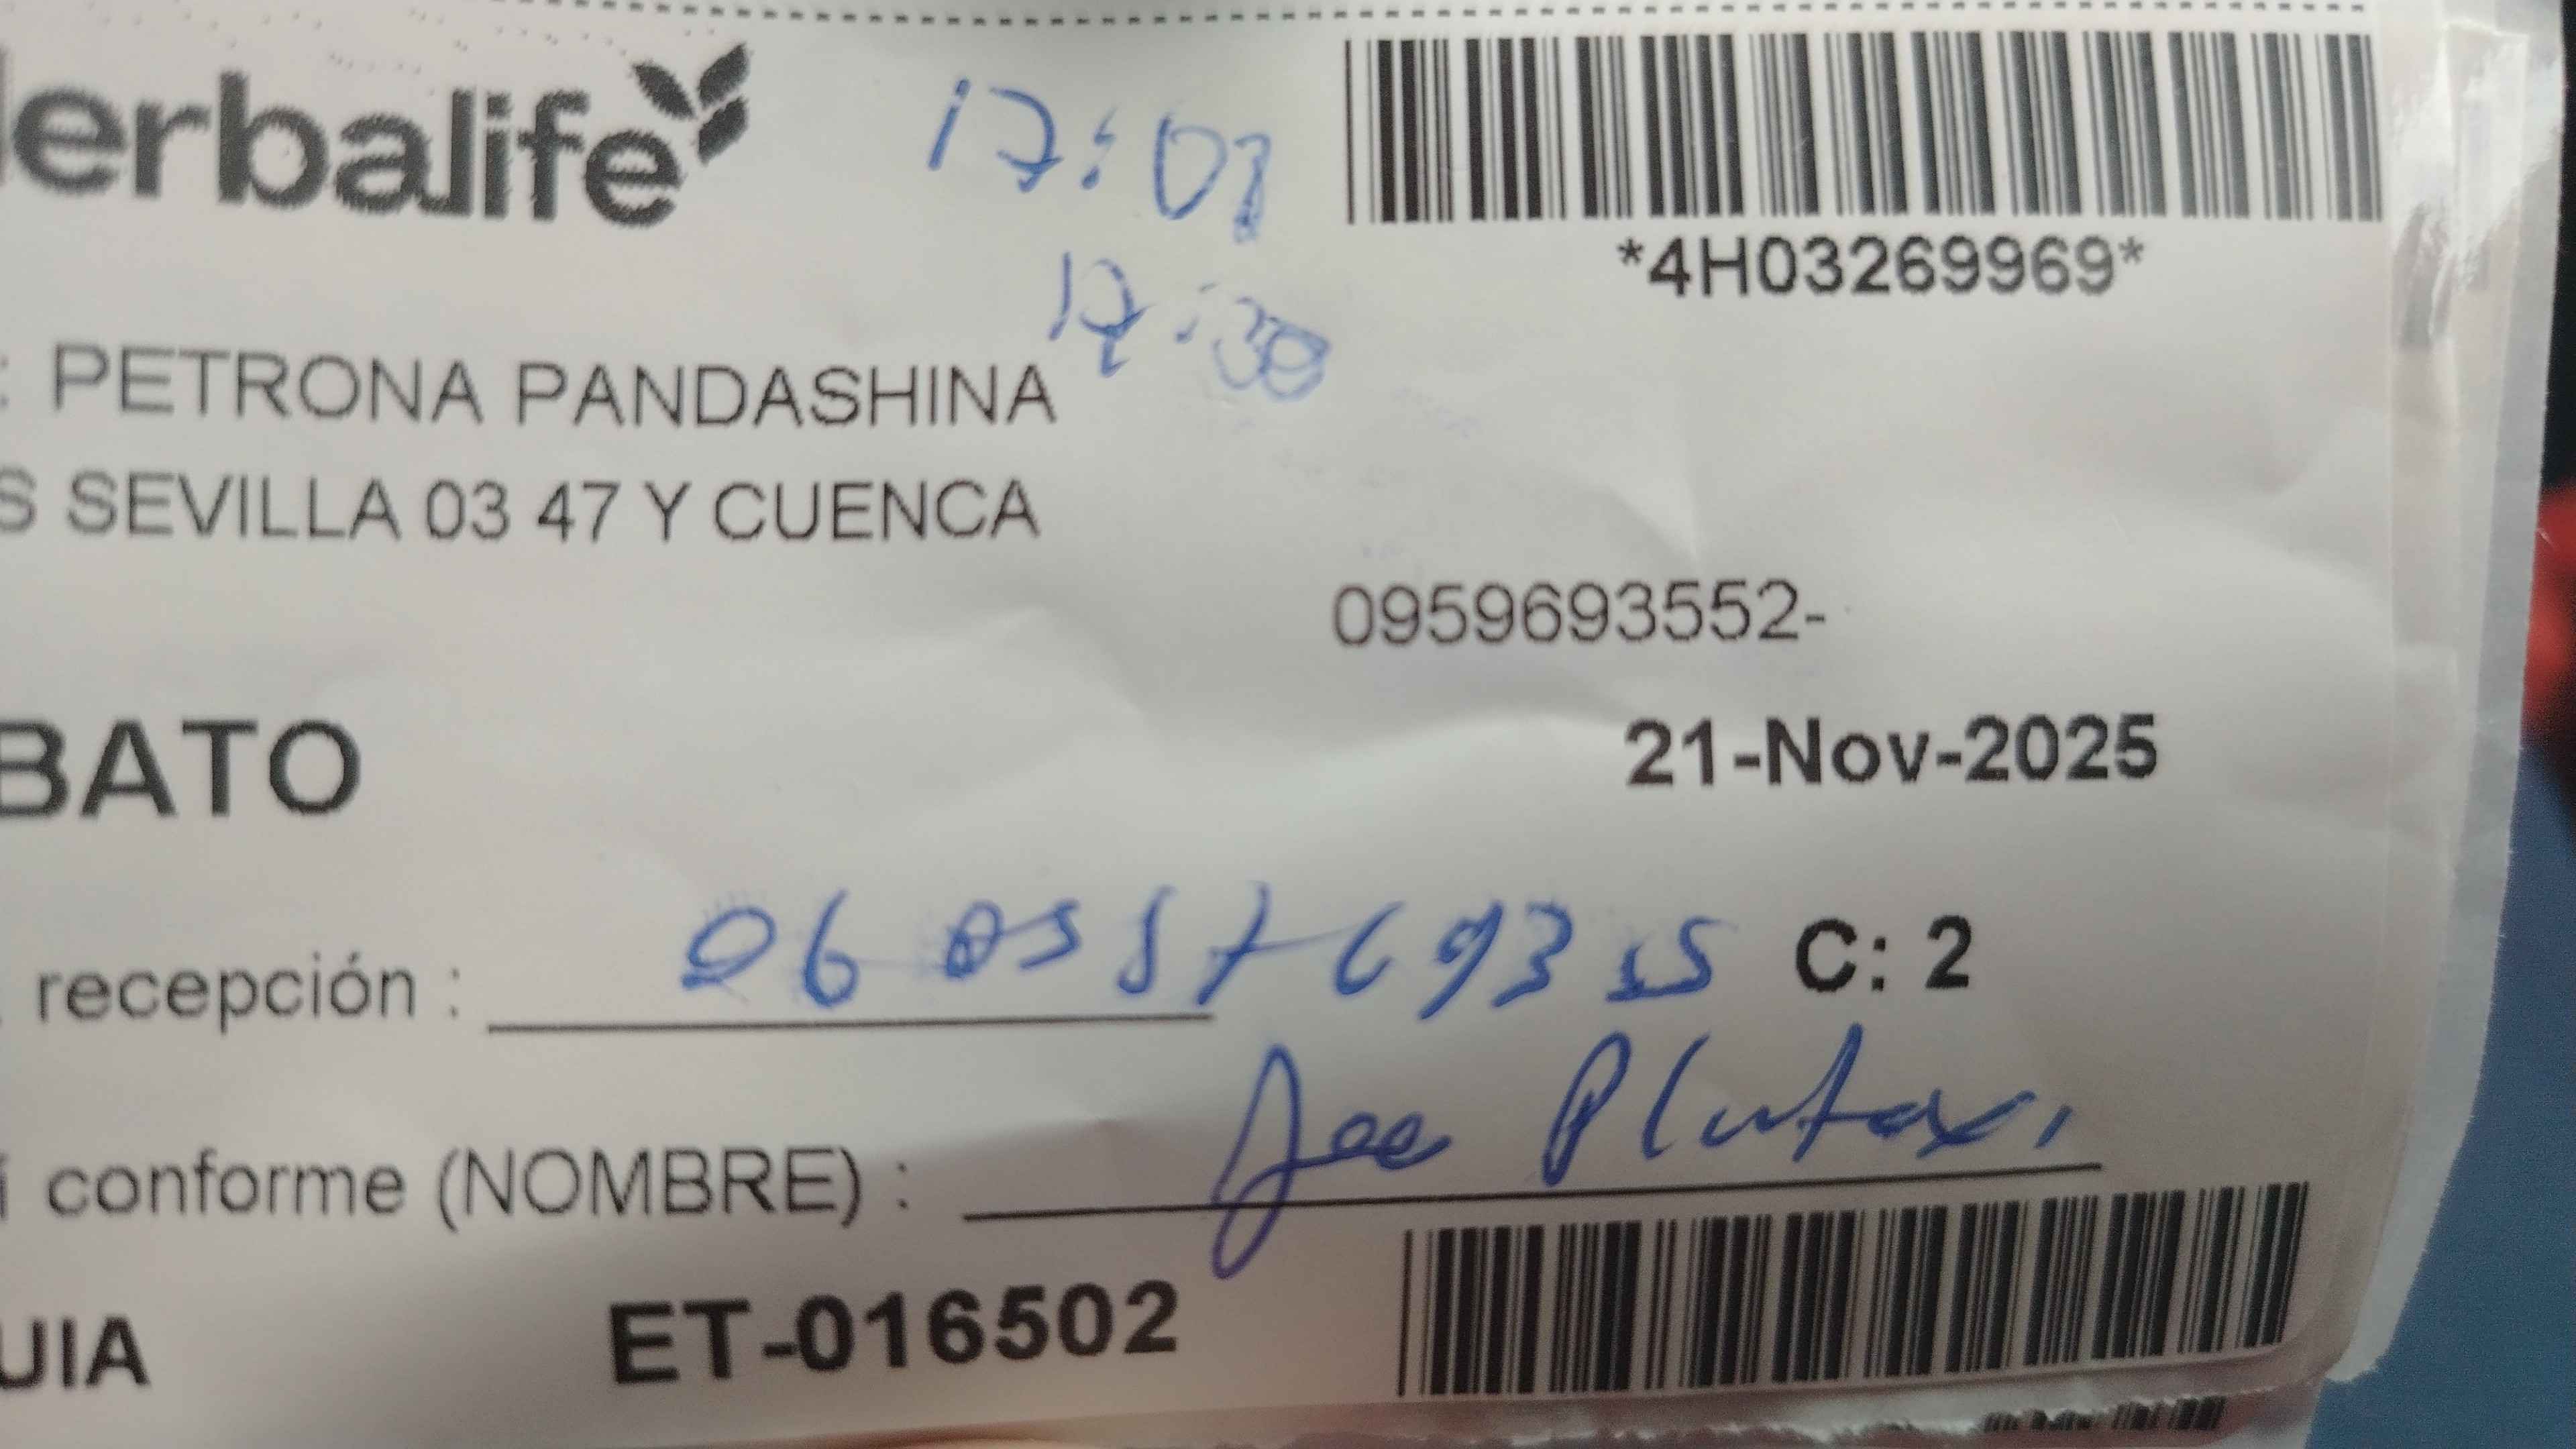 erbalife
17:07
17:30
*4H03269969*
: PETRONA PANDASHINA
S SEVILLA 03 47 Y CUENCA
0959693552-
BATO
21-Nov-2025
recepción : C: 2
conforme (NOMBRE) :
UIA ET-016502